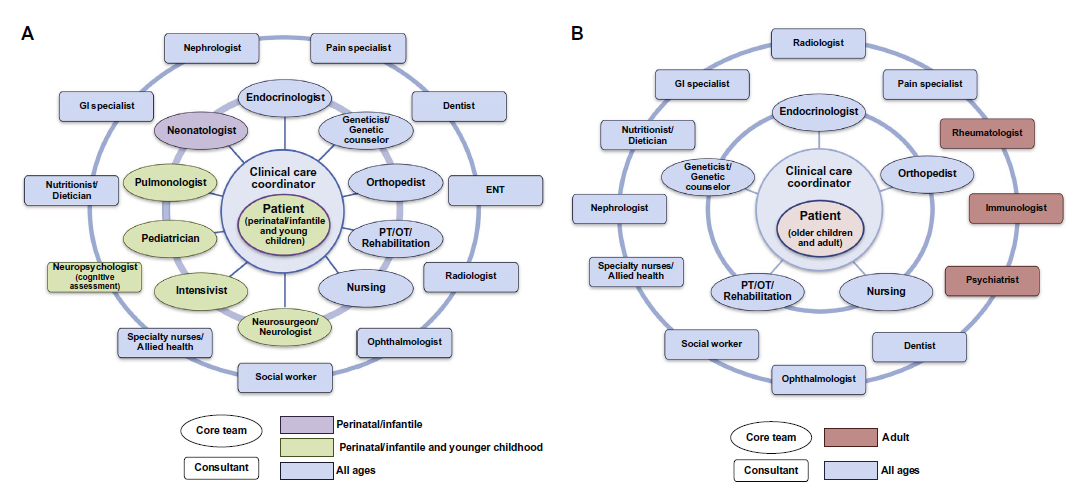 A
Nephrologist
Pain specialist
GI specialist
Endocrinologist
Dentist
Neonatologist
Geneticist/
Genetic
counselor
Clinical care
coordinator
Pulmonologist
Orthopedist
Nutritionist/
Dietician
ENT
Patient
(perinatal/infantile
and young
children)
Pediatrician
PT/OT/
Rehabilitation
Neuropsychologist
(cognitive
assessment)
Intensivist
Nursing
Radiologist
Neurosurgeon/
Neurologist
Specialty nurses/
Allied health
Ophthalmologist
Social worker
Core team
Consultant
Perinatal/infantile
Perinatal/infantile and younger childhood
All ages
B
Radiologist
GI specialist
Pain specialist
Endocrinologist
Nutritionist/
Dietician
Rheumatologist
Geneticist/
Genetic
counselor
Clinical care
coordinator
Orthopedist
Nephrologist
Immunologist
Patient
(older children
and adult)
Specialty nurses/
Allied health
Psychiatrist
PT/OT/
Rehabilitation
Nursing
Social worker
Dentist
Ophthalmologist
Core team
Consultant
Adult
All ages